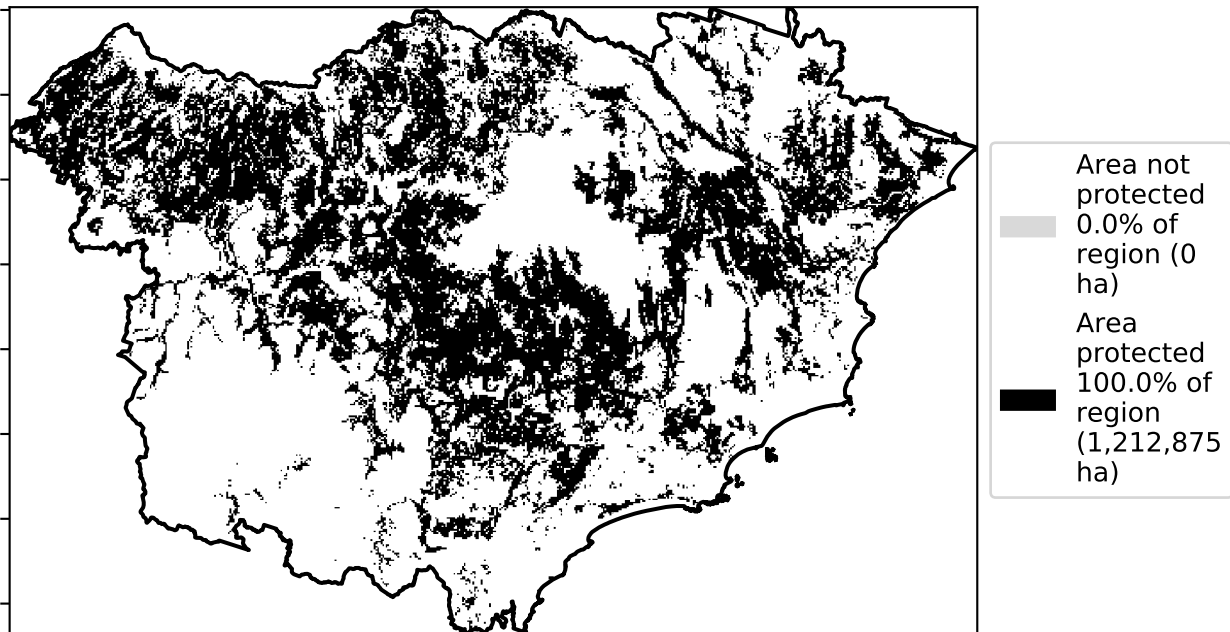 Area not
protected
0.0% of
region (0
ha)
Area
protected
100.0% of
region
(1,212,875
ha)